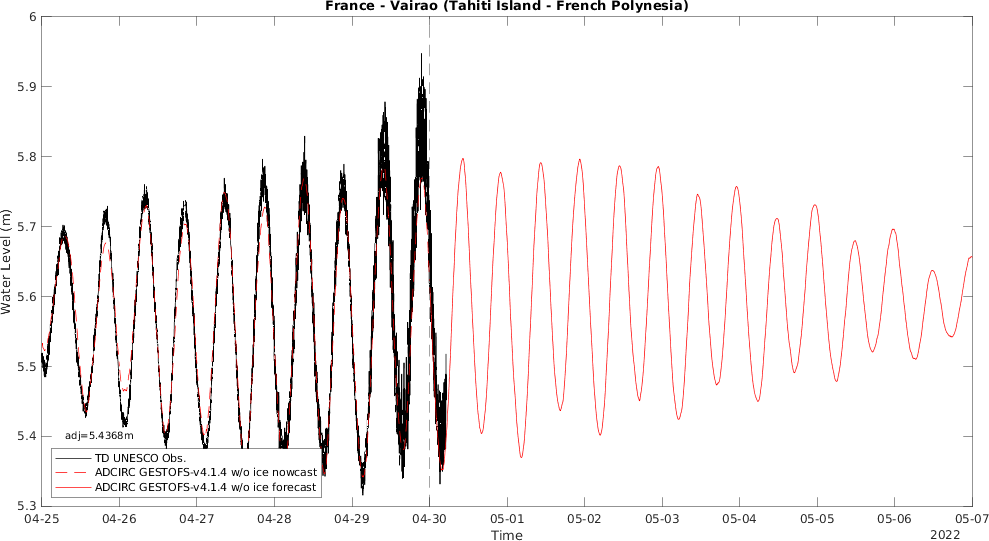 France - Vairao (Tahiti Island - French Polynesia)
6
5.9
5.8
5.7
5.6
5.5
5.4
5.3
Water Level (m)
adj=5.4368m
TD UNESCO Obs.
ADCIRC GESTOFS-v4.1.4 w/o ice nowcast
ADCIRC GESTOFS-v4.1.4 w/o ice forecast
04-25 04-26 04-27 04-28 04-29 04-30 05-01 05-02 05-03 05-04 05-05 05-06 05-07
Time
2022